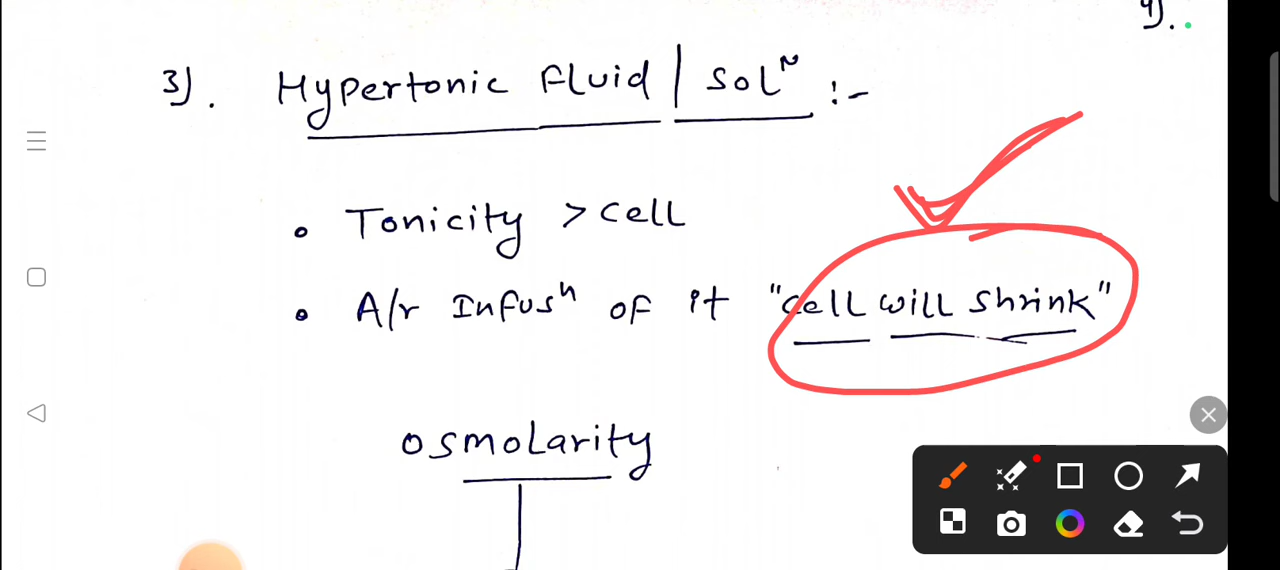 4).
3). Hypertonic Fluid / Solⁿ :-
• Tonicity > cell
• A/r Infusⁿ of it "cell will shrink"
osmolarity